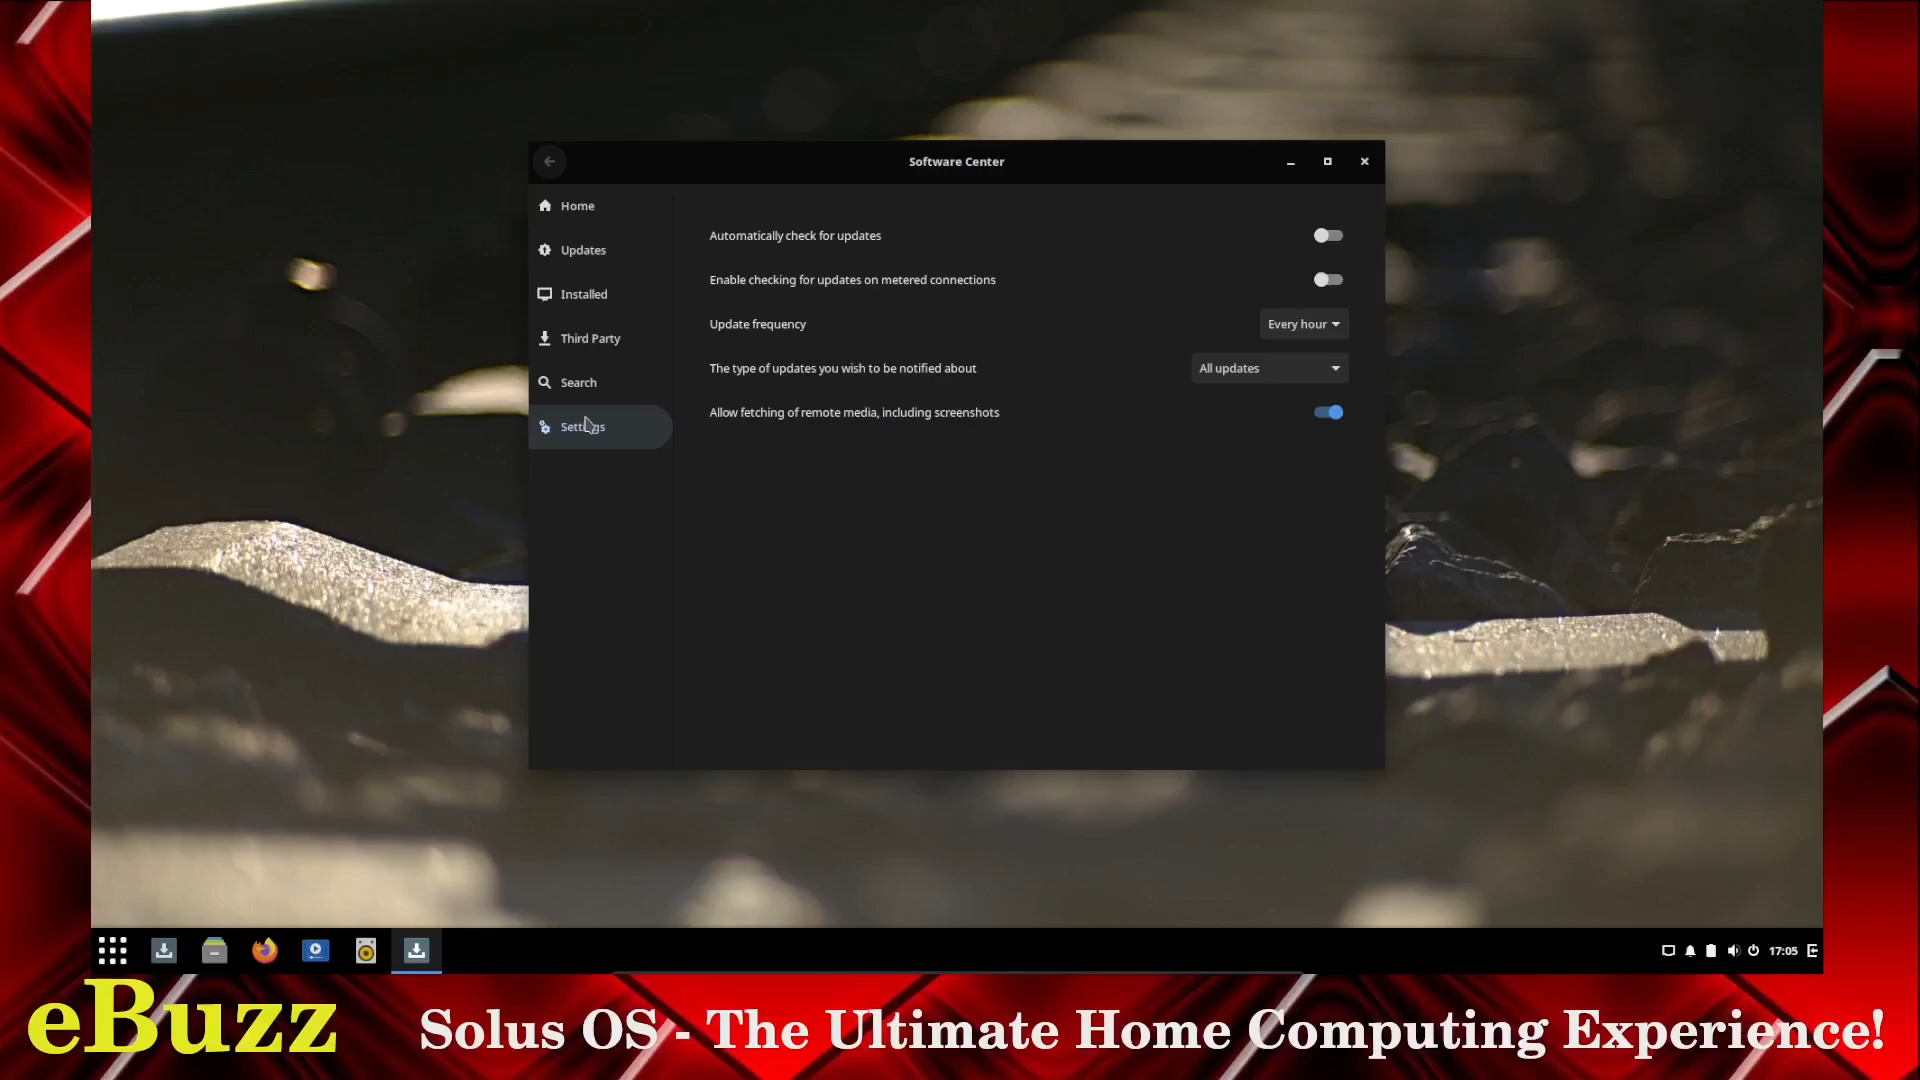 Software Center
Home
Updates
Installed
Third Party
Search
Settings
Automatically check for updates
Enable checking for updates on metered connections
Update frequency
Every hour
The type of updates you wish to be notified about
All updates
Allow fetching of remote media, including screenshots
17:05
eBuzz
Solus OS - The Ultimate Home Computing Experience!